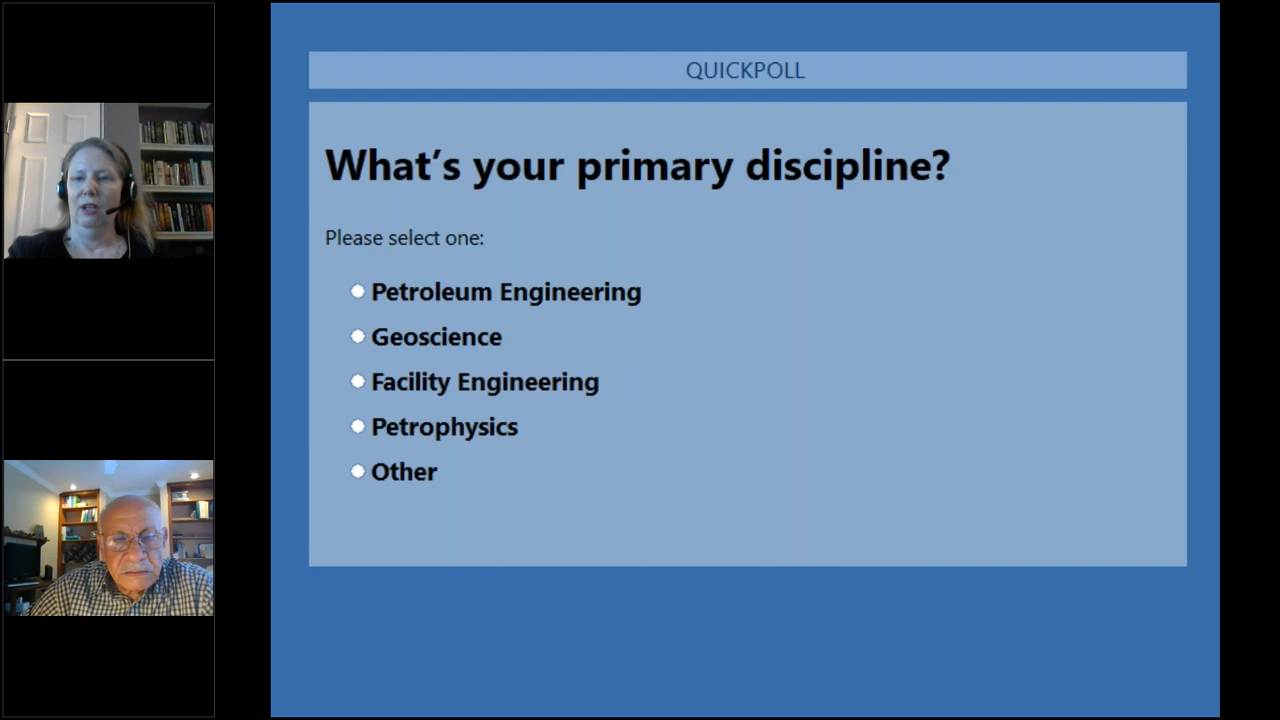 QUICKPOLL
What’s your primary discipline?
Please select one:
Petroleum Engineering
Geoscience
Facility Engineering
Petrophysics
Other